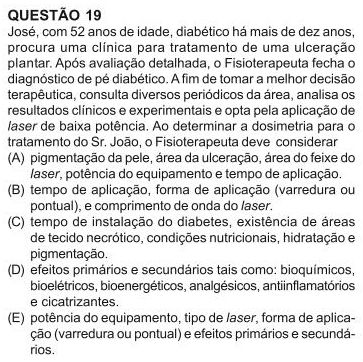 QUESTÃO 19
José, com 52 anos de idade, diabético há mais de dez anos,
procura uma clínica para tratamento de uma ulceração
plantar. Após avaliação detalhada, o Fisioterapeuta fecha o
diagnóstico de pé diabético. A fim de tomar a melhor decisão
terapêutica, consulta diversos periódicos da área, analisa os
resultados clínicos e experimentais e opta pela aplicação de
laser de baixa potência. Ao determinar a dosimetria para o
tratamento do Sr. João, o Fisioterapeuta deve considerar
(A) pigmentação da pele, área da ulceração, área do feixe do
laser, potência do equipamento e tempo de aplicação.
(B) tempo de aplicação, forma de aplicação (varredura ou
pontual), e comprimento de onda do laser.
(C) tempo de instalação do diabetes, existência de áreas
de tecido necrótico, condições nutricionais, hidratação e
pigmentação.
(D) efeitos primários e secundários tais como: bioquímicos,
bioelétricos, bioenergéticos, analgésicos, antiinflamatórios
e cicatrizantes.
(E) potência do equipamento, tipo de laser, forma de aplica-
ção (varredura ou pontual) e efeitos primários e secundá-
rios.